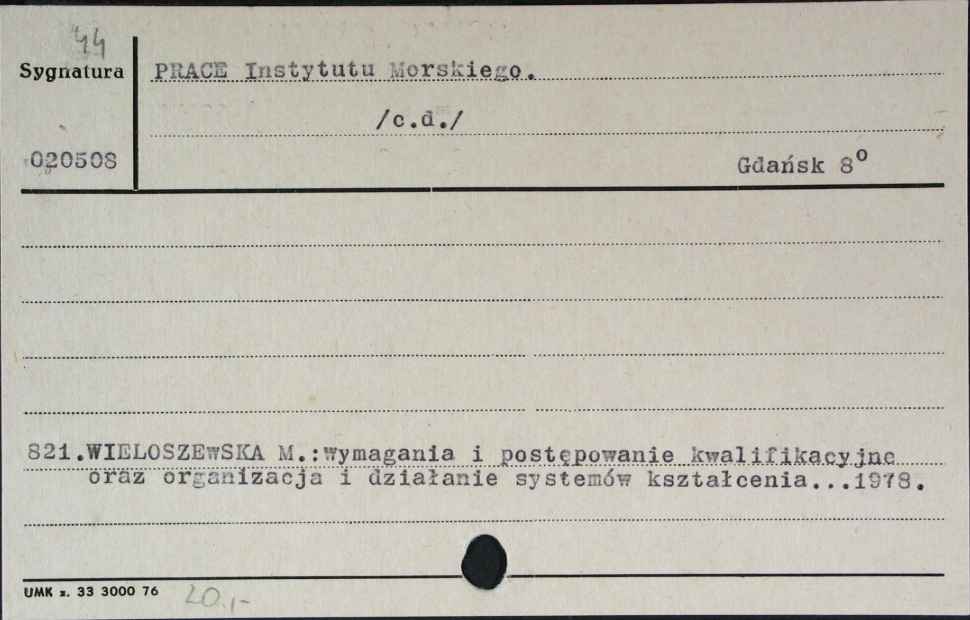 44
Sygnatura
PRACE Instytutu Morskiego.
/c.d./
020508
Gdańsk 8⁰
821.WIELOSZEWSKA M.:Wymagania i postępowanie kwalifikacyjne
oraz organizacja i działanie systemów kształcenia...1978.
UMK z. 33 3000 76
20,-